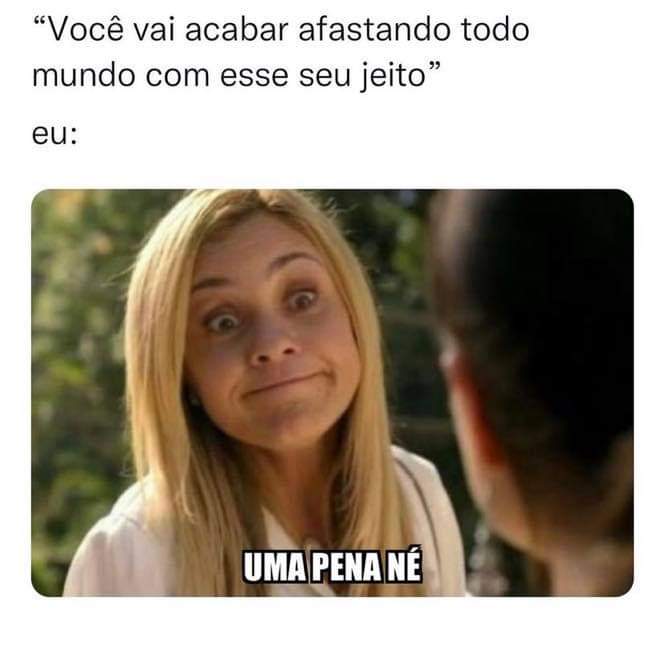 “Você vai acabar afastando todo
mundo com esse seu jeito”
eu:
UMA PENA NÉ